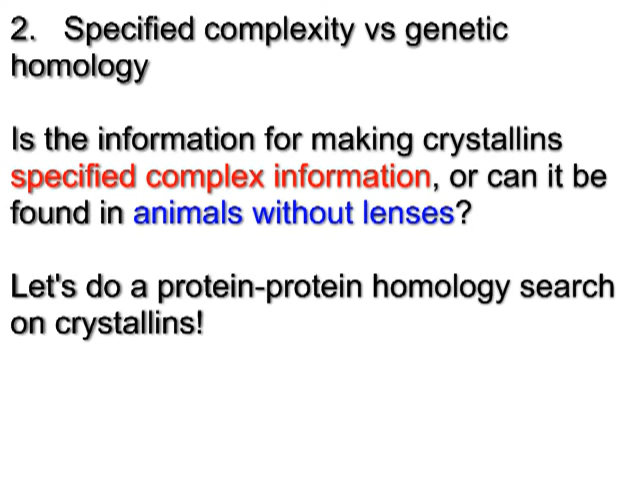 2. Specified complexity vs genetic
homology
Is the information for making crystallins
specified complex information, or can it be
found in animals without lenses?
Let's do a protein-protein homology search
on crystallins!